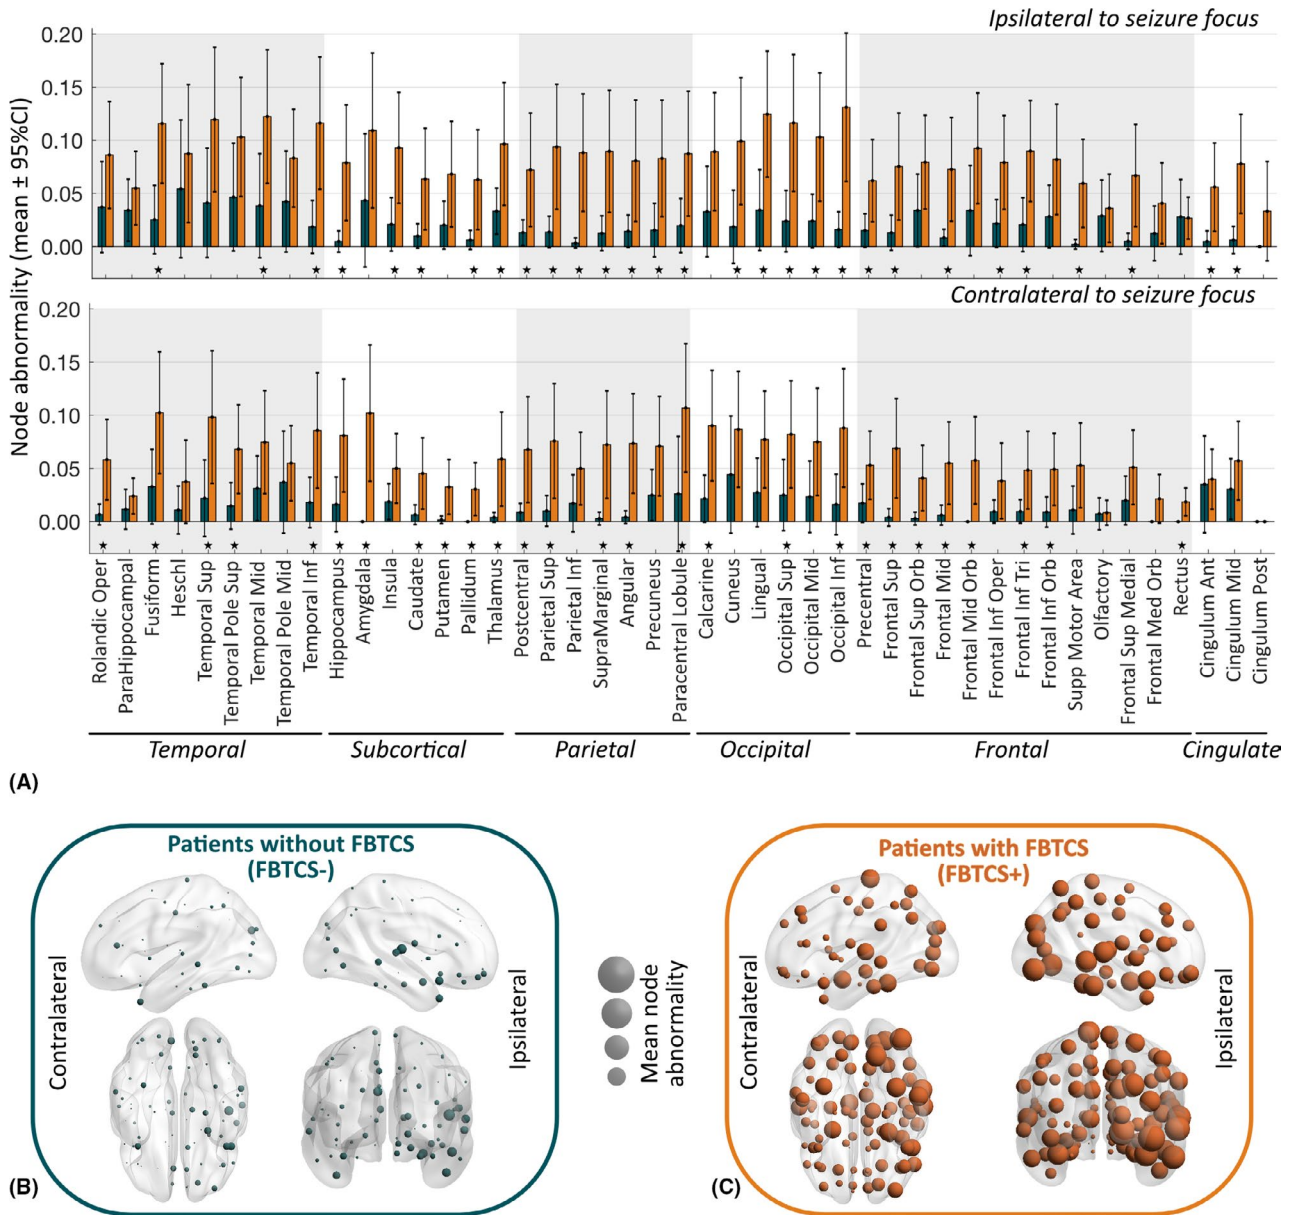 Ipsilateral to seizure focus
Node abnormality (mean ± 95%CI)
0.20
0.15
0.10
0.05
0.00
★ ★ ★ ★ ★ ★ ★ ★ ★ ★ ★ ★ ★ ★ ★ ★ ★ ★ ★ ★ ★ ★ ★ ★ ★ ★ ★ ★ ★
Contralateral to seizure focus
0.20
0.15
0.10
0.05
0.00
★ ★ ★ ★ ★ ★ ★ ★ ★ ★ ★ ★ ★ ★ ★ ★ ★ ★ ★ ★ ★ ★ ★ ★ ★ ★ ★ ★ ★
Rolandic Oper
ParaHippocampal
Fusiform
Heschl
Temporal Sup
Temporal Pole Sup
Temporal Mid
Temporal Pole Mid
Temporal Inf
Hippocampus
Amygdala
Insula
Caudate
Putamen
Pallidum
Thalamus
Postcentral
Parietal Sup
Parietal Inf
SupraMarginal
Angular
Precuneus
Paracentral Lobule
Calcarine
Cuneus
Lingual
Occipital Sup
Occipital Mid
Occipital Inf
Precentral
Frontal Sup
Frontal Sup Orb
Frontal Mid
Frontal Mid Orb
Frontal Inf Oper
Frontal Inf Tri
Frontal Inf Orb
Supp Motor Area
Olfactory
Frontal Sup Medial
Frontal Med Orb
Rectus
Cingulum Ant
Cingulum Mid
Cingulum Post
Temporal
Subcortical
Parietal
Occipital
Frontal
Cingulate
(A)
Patients without FBTCS
(FBTCS-)
Contralateral
Ipsilateral
(B)
Mean node
abnormality
Patients with FBTCS
(FBTCS+)
Contralateral
Ipsilateral
(C)